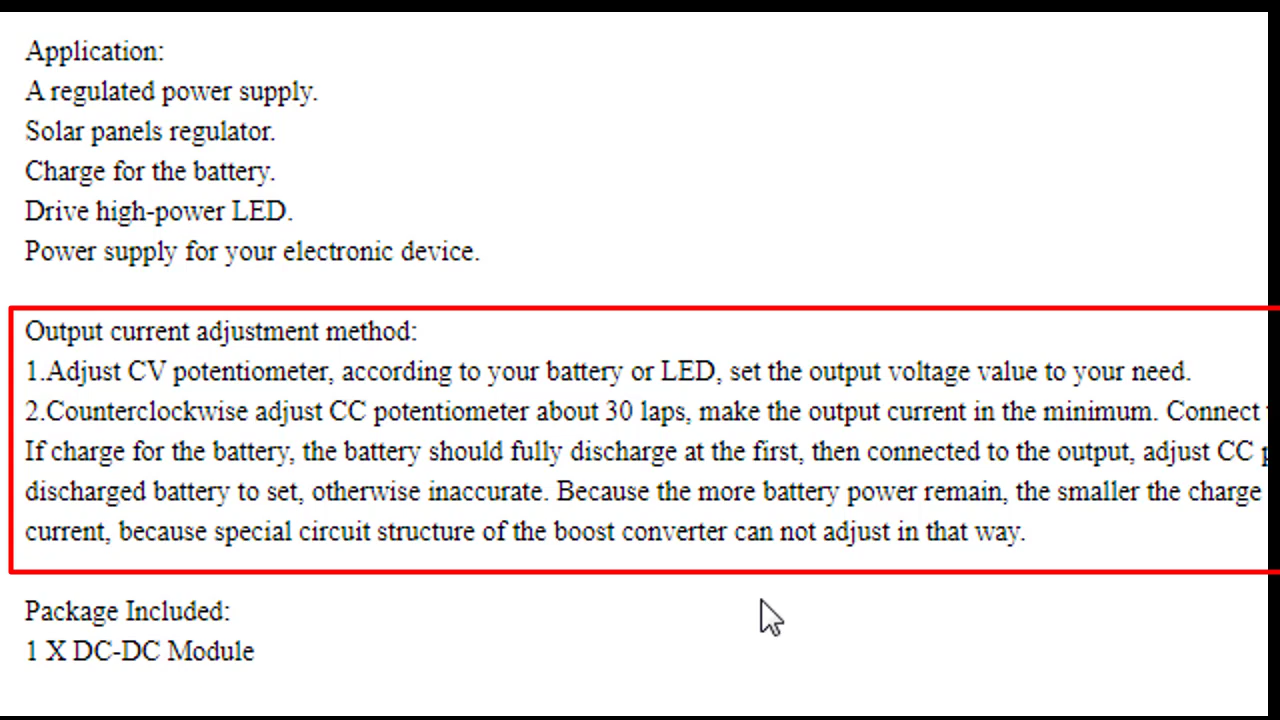 Application:
A regulated power supply.
Solar panels regulator.
Charge for the battery.
Drive high-power LED.
Power supply for your electronic device.
Output current adjustment method:
1.Adjust CV potentiometer, according to your battery or LED, set the output voltage value to your need.
2.Counterclockwise adjust CC potentiometer about 30 laps, make the output current in the minimum. Connect
If charge for the battery, the battery should fully discharge at the first, then connected to the output, adjust CC
discharged battery to set, otherwise inaccurate. Because the more battery power remain, the smaller the charge
current, because special circuit structure of the boost converter can not adjust in that way.
Package Included:
1 X DC-DC Module